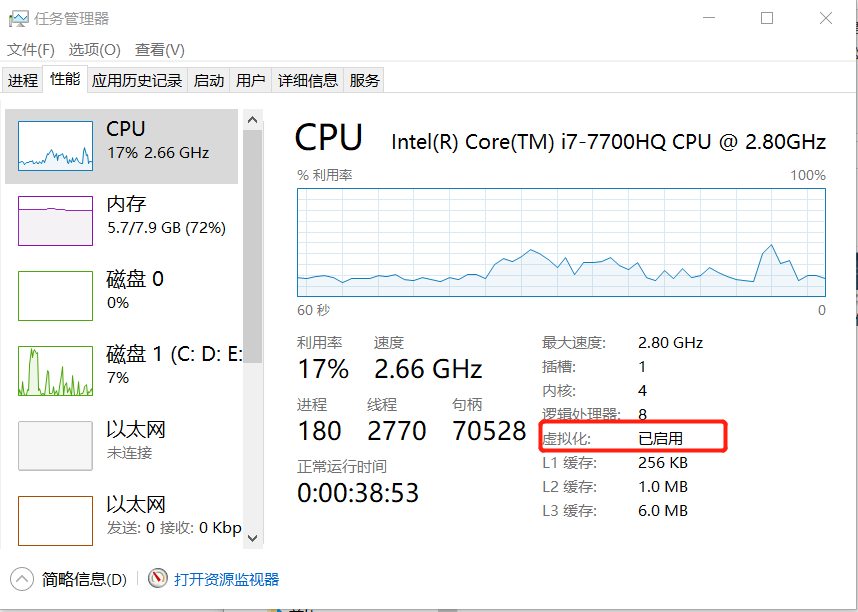 任务管理器
文件(F) 选项(O) 查看(V)
进程 性能 应用历史记录 启动 用户 详细信息 服务
CPU
17% 2.66 GHz
内存
5.7/7.9 GB (72%)
磁盘 0
0%
磁盘 1 (C: D: E:
7%
以太网
未连接
以太网
发送: 0 接收: 0 Kbp
CPU Intel(R) Core(TM) i7-7700HQ CPU @ 2.80GHz
% 利用率 100%
60 秒 0
利用率 速度
17% 2.66 GHz
进程 线程 句柄
180 2770 70528
正常运行时间
0:00:38:53
最大速度: 2.80 GHz
插槽: 1
内核: 4
逻辑处理器: 8
虚拟化: 已启用
L1 缓存: 256 KB
L2 缓存: 1.0 MB
L3 缓存: 6.0 MB
简略信息(D) 打开资源监视器